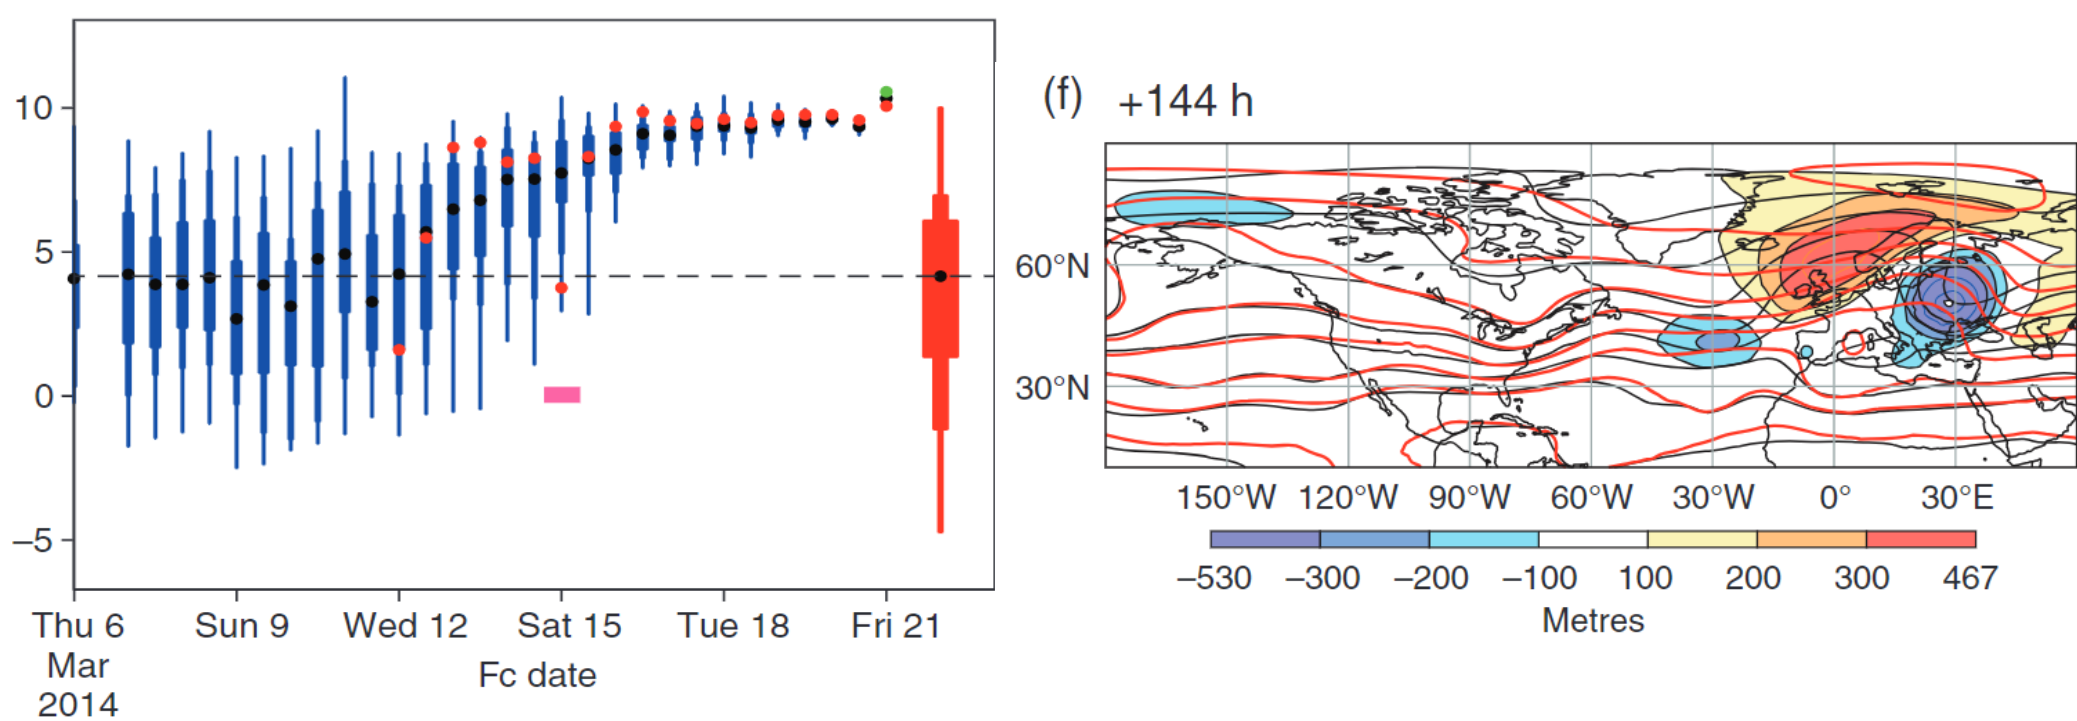 10
5
0
–5
Thu 6
Mar
2014
Sun 9
Wed 12
Sat 15
Tue 18
Fri 21
Fc date
(f) +144 h
60°N
30°N
150°W 120°W 90°W 60°W 30°W 0° 30°E
–530 –300 –200 –100 100 200 300 467
Metres